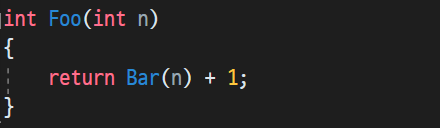 int Foo(int n)
{
    return Bar(n) + 1;
}